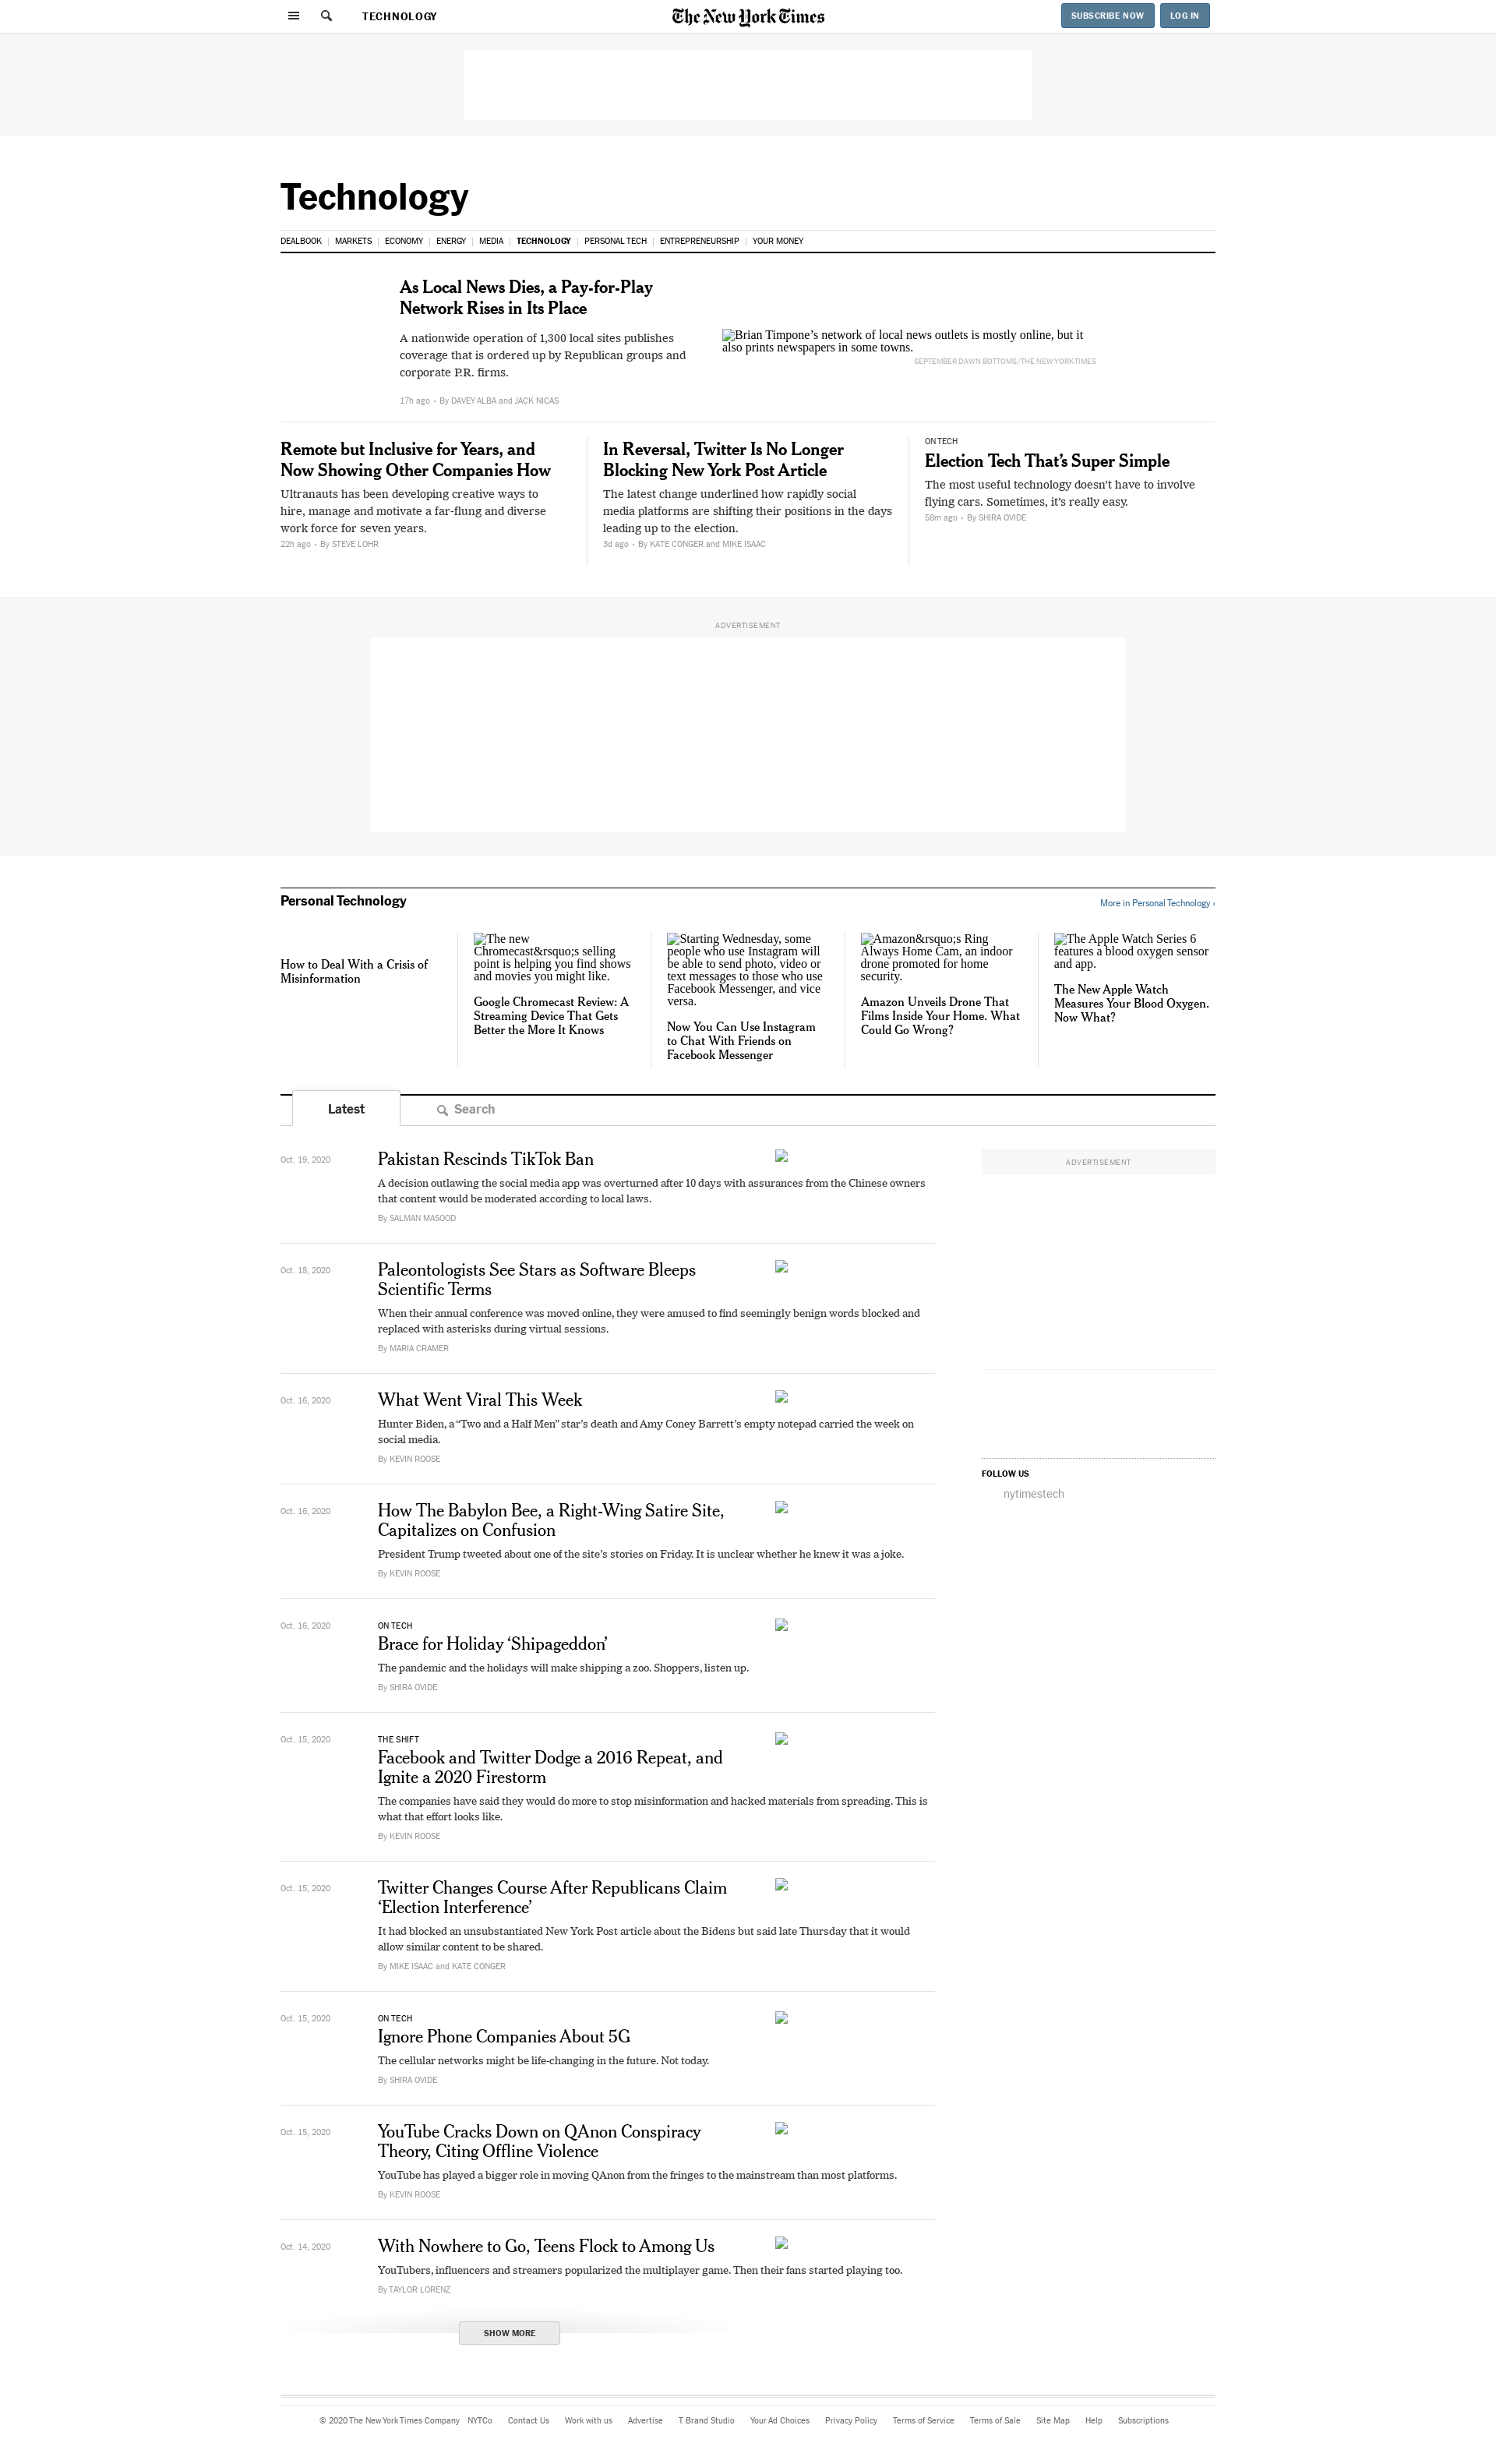 TECHNOLOGY
The New York Times
SUBSCRIBE NOW
LOG IN
Technology
DEALBOOK
MARKETS
ECONOMY
ENERGY
MEDIA
TECHNOLOGY
PERSONAL TECH
ENTREPRENEURSHIP
YOUR MONEY
As Local News Dies, a Pay-for-Play
Network Rises in Its Place
A nationwide operation of 1,300 local sites publishes
coverage that is ordered up by Republican groups and
corporate P.R. firms.
17h ago • By DAVEY ALBA and JACK NICAS
Brian Timpone’s network of local news outlets is mostly online, but it
also prints newspapers in some towns.
SEPTEMBER DAWN BOTTOMS/THE NEW YORK TIMES
Remote but Inclusive for Years, and
Now Showing Other Companies How
Ultranauts has been developing creative ways to
hire, manage and motivate a far-flung and diverse
work force for seven years.
22h ago • By STEVE LOHR
In Reversal, Twitter Is No Longer
Blocking New York Post Article
The latest change underlined how rapidly social
media platforms are shifting their positions in the days
leading up to the election.
3d ago • By KATE CONGER and MIKE ISAAC
ON TECH
Election Tech That’s Super Simple
The most useful technology doesn’t have to involve
flying cars. Sometimes, it’s really easy.
58m ago • By SHIRA OVIDE
ADVERTISEMENT
Personal Technology
More in Personal Technology ›
How to Deal With a Crisis of
Misinformation
The new
Chromecast&rsquo;s selling
point is helping you find shows
and movies you might like.
Google Chromecast Review: A
Streaming Device That Gets
Better the More It Knows
Starting Wednesday, some
people who use Instagram will
be able to send photo, video or
text messages to those who use
Facebook Messenger, and vice
versa.
Now You Can Use Instagram
to Chat With Friends on
Facebook Messenger
Amazon&rsquo;s Ring
Always Home Cam, an indoor
drone promoted for home
security.
Amazon Unveils Drone That
Films Inside Your Home. What
Could Go Wrong?
The Apple Watch Series 6
features a blood oxygen sensor
and app.
The New Apple Watch
Measures Your Blood Oxygen.
Now What?
Latest
Search
Oct. 19, 2020
Pakistan Rescinds TikTok Ban
A decision outlawing the social media app was overturned after 10 days with assurances from the Chinese owners
that content would be moderated according to local laws.
By SALMAN MASOOD
ADVERTISEMENT
Oct. 18, 2020
Paleontologists See Stars as Software Bleeps
Scientific Terms
When their annual conference was moved online, they were amused to find seemingly benign words blocked and
replaced with asterisks during virtual sessions.
By MARIA CRAMER
Oct. 16, 2020
What Went Viral This Week
Hunter Biden, a “Two and a Half Men” star’s death and Amy Coney Barrett’s empty notepad carried the week on
social media.
By KEVIN ROOSE
FOLLOW US
nytimestech
Oct. 16, 2020
How The Babylon Bee, a Right-Wing Satire Site,
Capitalizes on Confusion
President Trump tweeted about one of the site’s stories on Friday. It is unclear whether he knew it was a joke.
By KEVIN ROOSE
Oct. 16, 2020
ON TECH
Brace for Holiday ‘Shipageddon’
The pandemic and the holidays will make shipping a zoo. Shoppers, listen up.
By SHIRA OVIDE
Oct. 15, 2020
THE SHIFT
Facebook and Twitter Dodge a 2016 Repeat, and
Ignite a 2020 Firestorm
The companies have said they would do more to stop misinformation and hacked materials from spreading. This is
what that effort looks like.
By KEVIN ROOSE
Oct. 15, 2020
Twitter Changes Course After Republicans Claim
‘Election Interference’
It had blocked an unsubstantiated New York Post article about the Bidens but said late Thursday that it would
allow similar content to be shared.
By MIKE ISAAC and KATE CONGER
Oct. 15, 2020
ON TECH
Ignore Phone Companies About 5G
The cellular networks might be life-changing in the future. Not today.
By SHIRA OVIDE
Oct. 15, 2020
YouTube Cracks Down on QAnon Conspiracy
Theory, Citing Offline Violence
YouTube has played a bigger role in moving QAnon from the fringes to the mainstream than most platforms.
By KEVIN ROOSE
Oct. 14, 2020
With Nowhere to Go, Teens Flock to Among Us
YouTubers, influencers and streamers popularized the multiplayer game. Then their fans started playing too.
By TAYLOR LORENZ
SHOW MORE
© 2020 The New York Times Company NYTCo Contact Us Work with us Advertise T Brand Studio Your Ad Choices Privacy Policy Terms of Service Terms of Sale Site Map Help Subscriptions